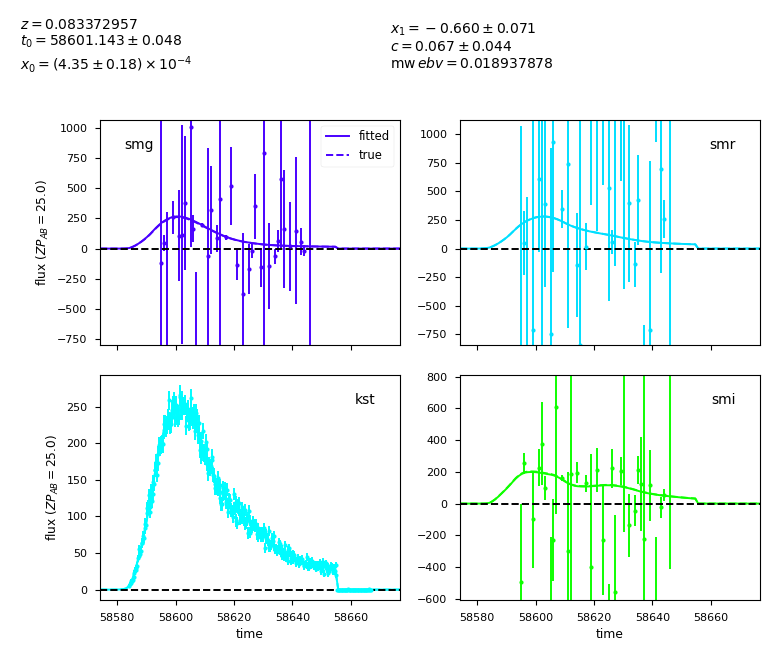 z = 0.083372957
t₀ = 58601.143 ± 0.048
x₀ = (4.35 ± 0.18) × 10⁻⁴
x₁ = −0.660 ± 0.071
c = 0.067 ± 0.044
mw ebv = 0.018937878
smg
fitted
true
1000
750
500
250
0
−250
−500
−750
flux (ZP_AB = 25.0)
smr
1000
750
500
250
0
−250
−500
−750
kst
250
200
150
100
50
0
flux (ZP_AB = 25.0)
58580 58600 58620 58640 58660
time
smi
800
600
400
200
0
−200
−400
−600
58580 58600 58620 58640 58660
time